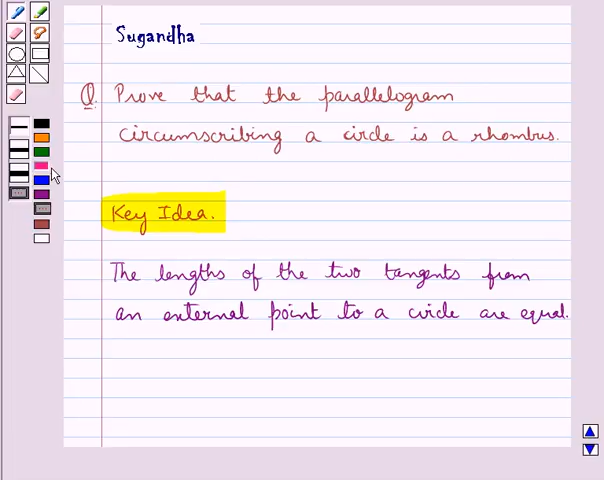 Sugandha
Q. Prove that the parallelogram
circumscribing a circle is a rhombus.
Key Idea.
The lengths of the two tangents from
an external point to a circle are equal.